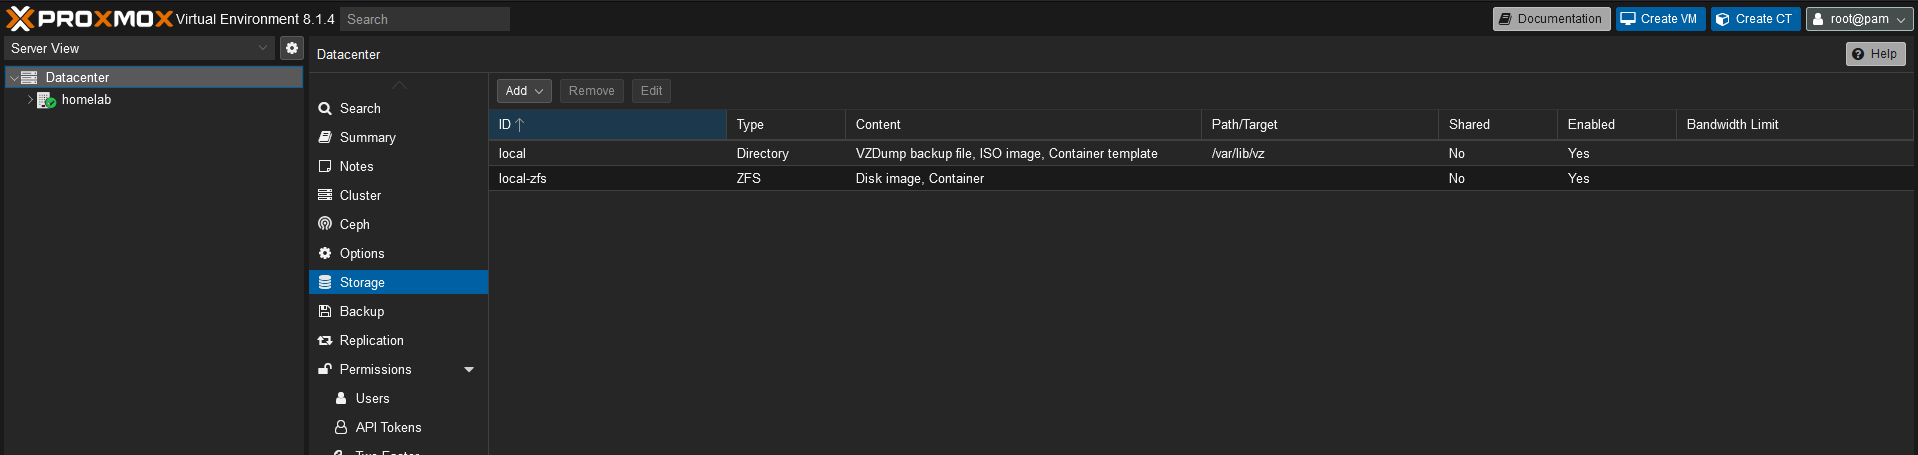 PROXMOX Virtual Environment 8.1.4 Search Documentation Create VM Create CT root@pam
Server View
Datacenter
homelab
Datacenter Help
Search
Summary
Notes
Cluster
Ceph
Options
Storage
Backup
Replication
Permissions
Users
API Tokens
Two Factor
Add Remove Edit
ID Type Content Path/Target Shared Enabled Bandwidth Limit
local Directory VZDump backup file, ISO image, Container template /var/lib/vz No Yes
local-zfs ZFS Disk image, Container No Yes